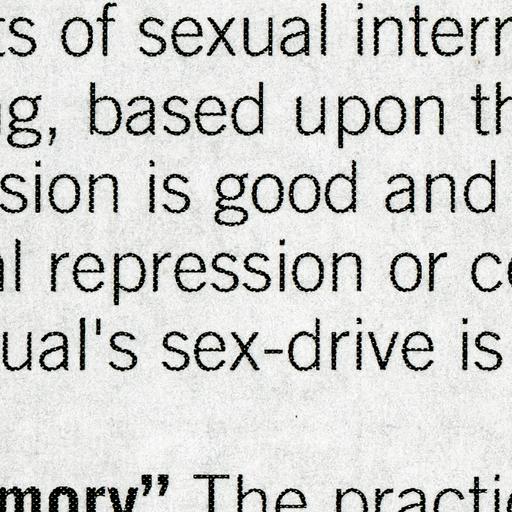 ts of sexual intern
ng, based upon th
sion is good and
al repression or co
ual's sex-drive is
mory” The practic